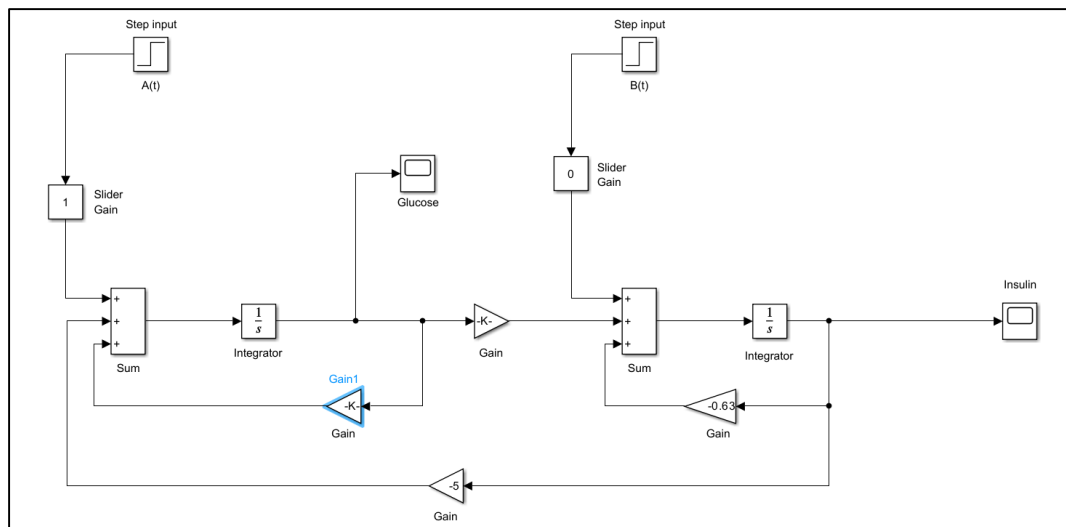 Step input
A(t)
Step input
B(t)
1
Slider
Gain
Glucose
0
Slider
Gain
+
+
+
Sum
1
s
Integrator
-K-
Gain
+
+
+
Sum
1
s
Integrator
Insulin
Gain1
-K-
Gain
-0.63
Gain
-5
Gain